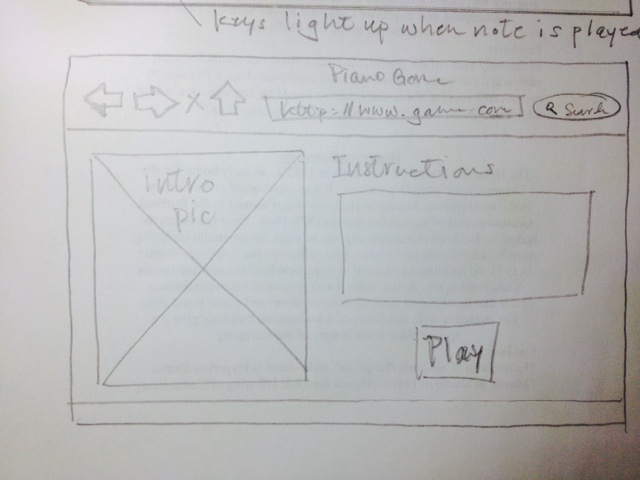 keys light up when note is played
Piano Game
X
http://www.game.com
Search
intro
pic
Instructions
Play